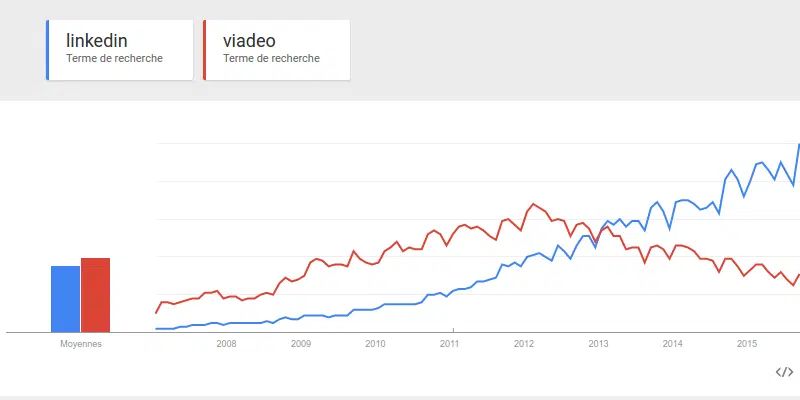 linkedin
Terme de recherche
viadeo
Terme de recherche
Moyennes
2008 2009 2010 2011 2012 2013 2014 2015
</>